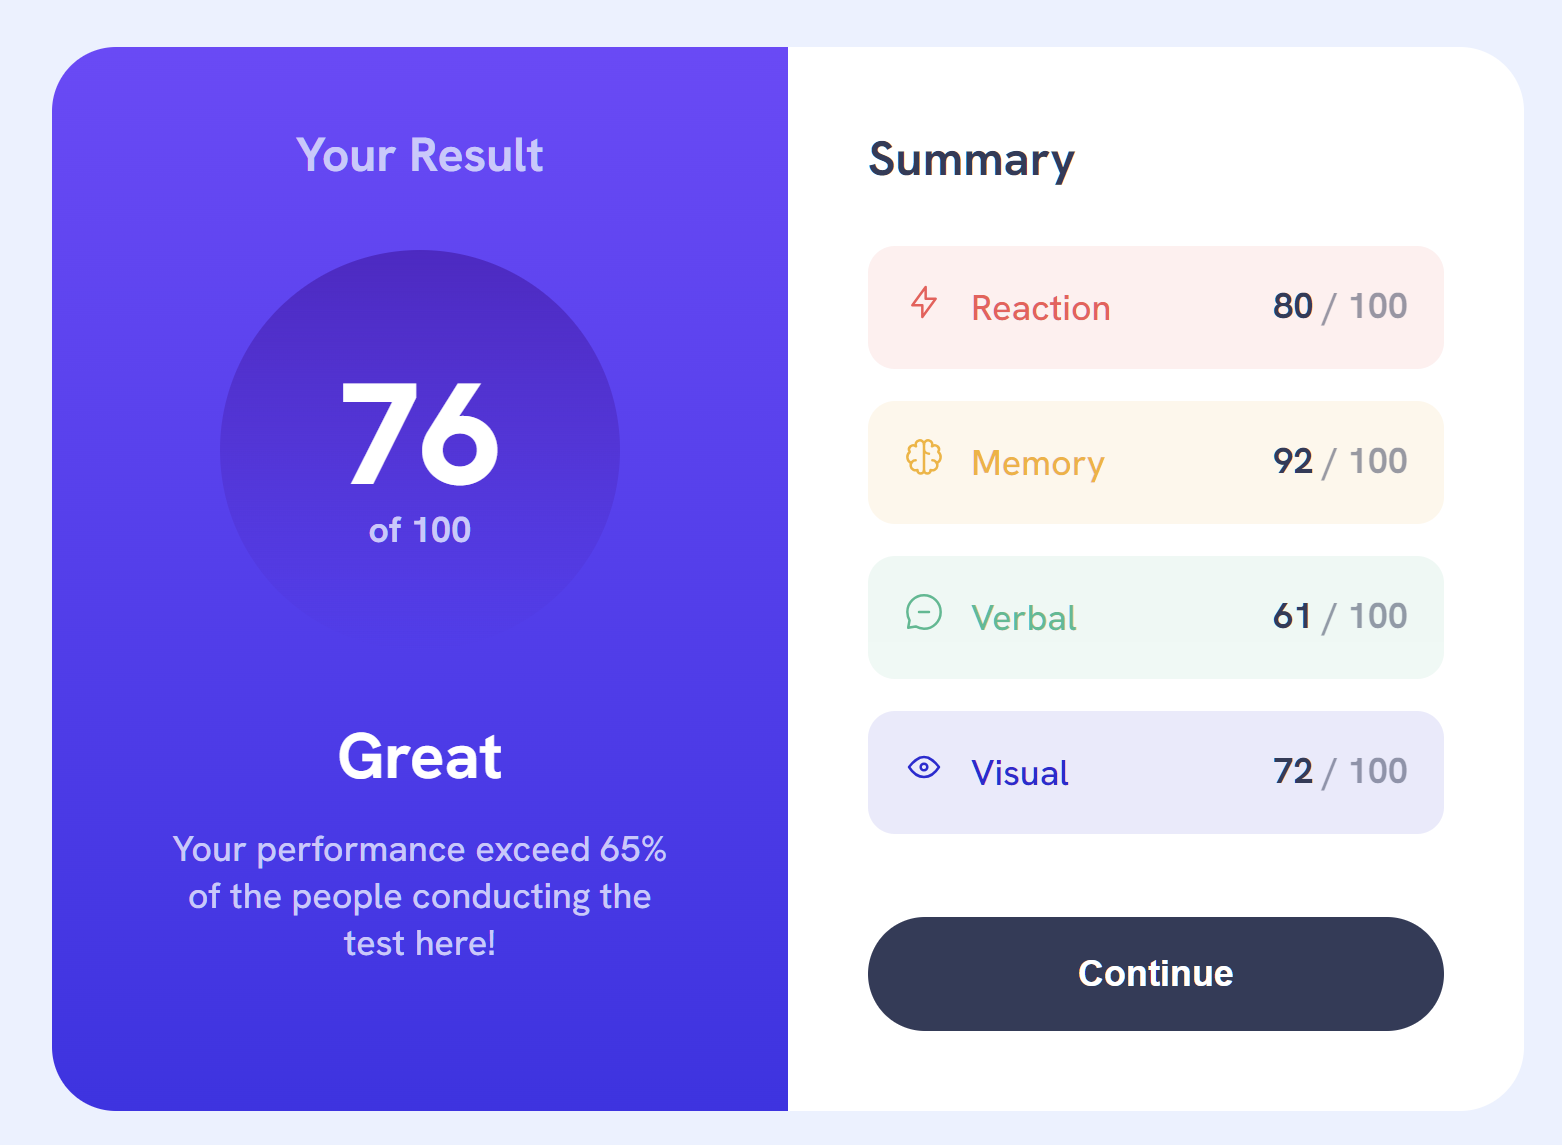 Your Result
76
of 100
Great
Your performance exceed 65%
of the people conducting the
test here!
Summary
Reaction 80 / 100
Memory 92 / 100
Verbal 61 / 100
Visual 72 / 100
Continue